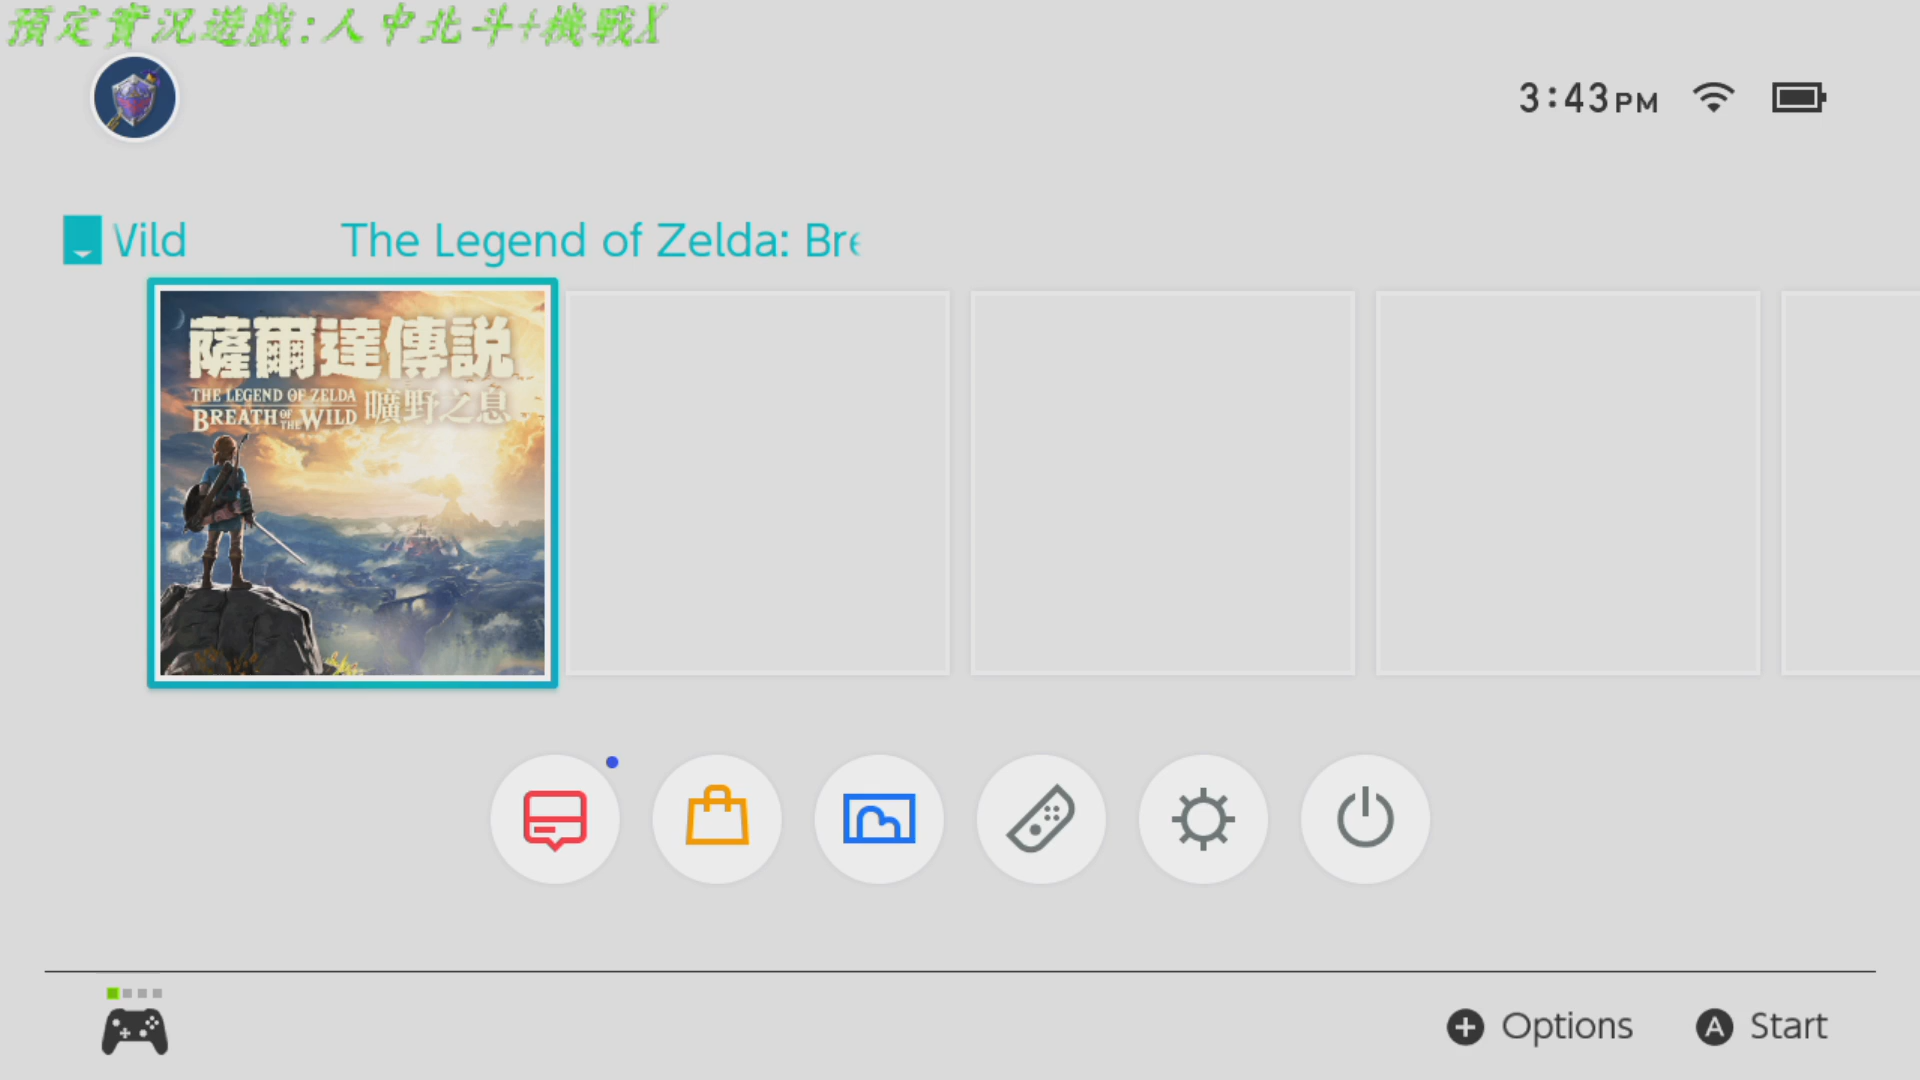 預定實況遊戲:人中北斗+機戰X
3:43PM
Wild The Legend of Zelda: Bre
薩爾達傳說
THE LEGEND OF ZELDA
BREATH OF THE WILD 曠野之息
Options
A Start